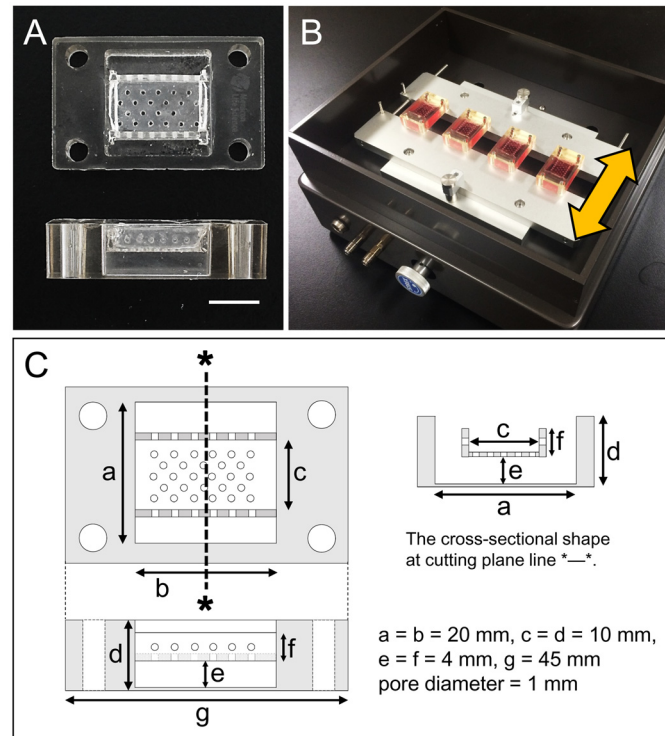 A
B
C
*
a
c
b
*
d
f
e
g
c
f
d
e
a
The cross-sectional shape
at cutting plane line *—*.
a = b = 20 mm, c = d = 10 mm,
e = f = 4 mm, g = 45 mm
pore diameter = 1 mm